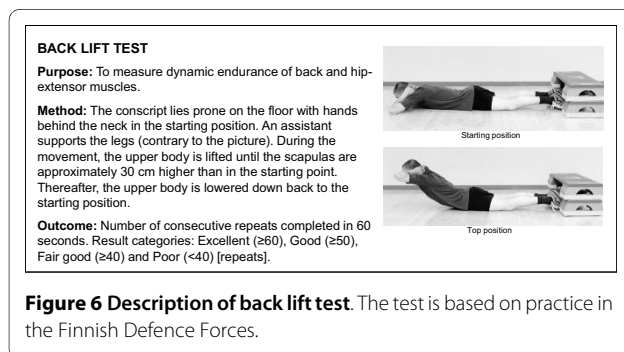 BACK LIFT TEST
Purpose: To measure dynamic endurance of back and hip-
extensor muscles.
Method: The conscript lies prone on the floor with hands
behind the neck in the starting position. An assistant
supports the legs (contrary to the picture). During the
movement, the upper body is lifted until the scapulas are
approximately 30 cm higher than in the starting point.
Thereafter, the upper body is lowered down back to the
starting position.
Outcome: Number of consecutive repeats completed in 60
seconds. Result categories: Excellent (≥60), Good (≥50),
Fair good (≥40) and Poor (<40) [repeats].
Starting position
Top position
Figure 6 Description of back lift test. The test is based on practice in
the Finnish Defence Forces.